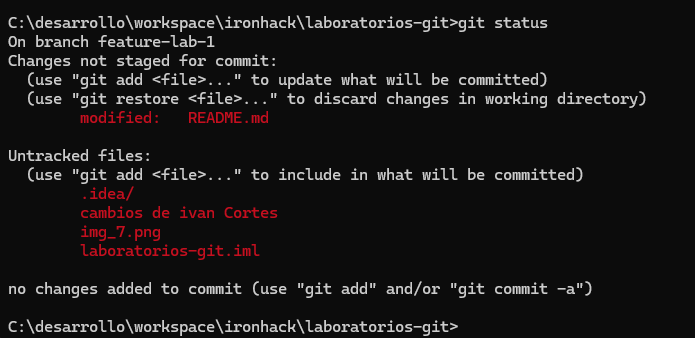 C:\desarrollo\workspace\ironhack\laboratorios-git>git status
On branch feature-lab-1
Changes not staged for commit:
  (use "git add <file>..." to update what will be committed)
  (use "git restore <file>..." to discard changes in working directory)
        modified:   README.md

Untracked files:
  (use "git add <file>..." to include in what will be committed)
        .idea/
        cambios de ivan Cortes
        img_7.png
        laboratorios-git.iml

no changes added to commit (use "git add" and/or "git commit -a")

C:\desarrollo\workspace\ironhack\laboratorios-git>